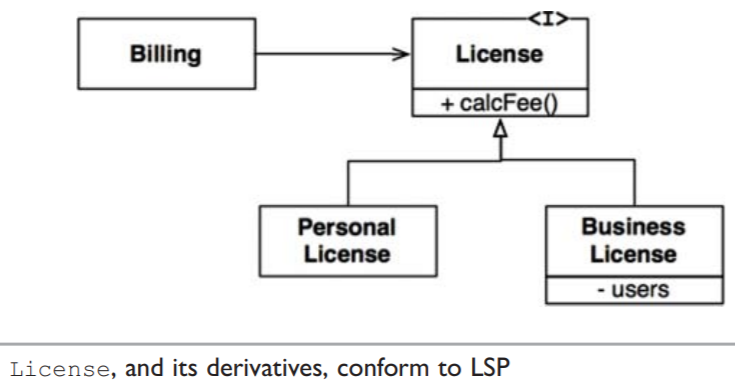 <I>
Billing
License
+ calcFee()
Personal
License
Business
License
- users
License, and its derivatives, conform to LSP